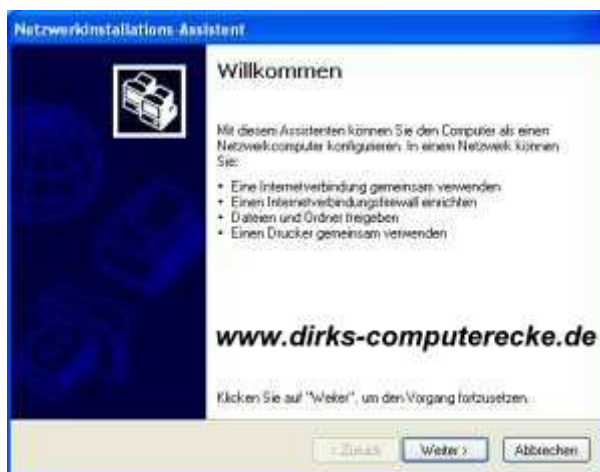 Netzwerkinstallations-Assistent
Willkommen
Mit diesem Assistenten können Sie den Computer als einen
Netzwerkcomputer konfigurieren. In einem Netzwerk können
Sie:
• Eine Internetverbindung gemeinsam verwenden
• Einen Internetverbindungsfirewall einrichten
• Dateien und Ordner freigeben
• Einen Drucker gemeinsam verwenden
www.dirks-computerecke.de
Klicken Sie auf "Weiter", um den Vorgang fortzusetzen.
< Zurück
Weiter >
Abbrechen